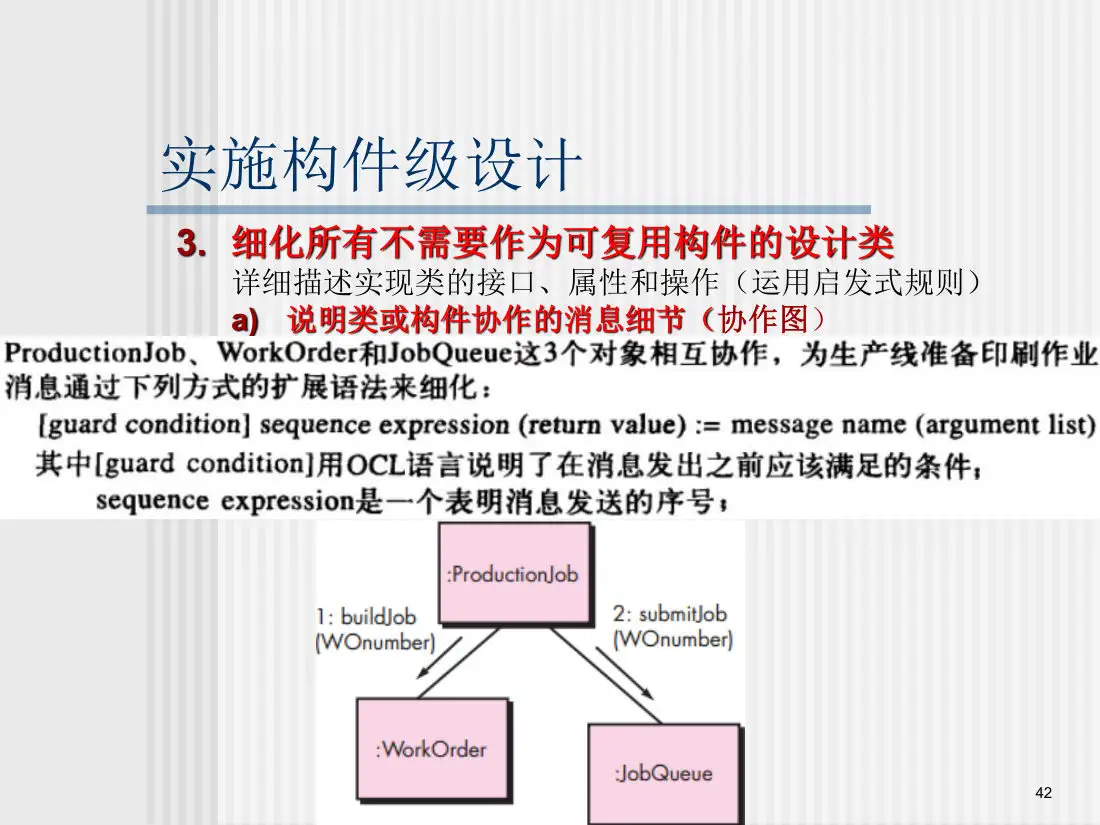 实施构件级设计
3. 细化所有不需要作为可复用构件的设计类
详细描述实现类的接口、属性和操作（运用启发式规则）
a) 说明类或构件协作的消息细节（协作图）
ProductionJob、WorkOrder和JobQueue这3个对象相互协作，为生产线准备印刷作业
消息通过下列方式的扩展语法来细化：
[guard condition] sequence expression (return value) := message name (argument list)
其中[guard condition]用OCL语言说明了在消息发出之前应该满足的条件；
sequence expression是一个表明消息发送的序号；
:ProductionJob
1: buildJob
(WOnumber)
2: submitJob
(WOnumber)
:WorkOrder
:JobQueue
42